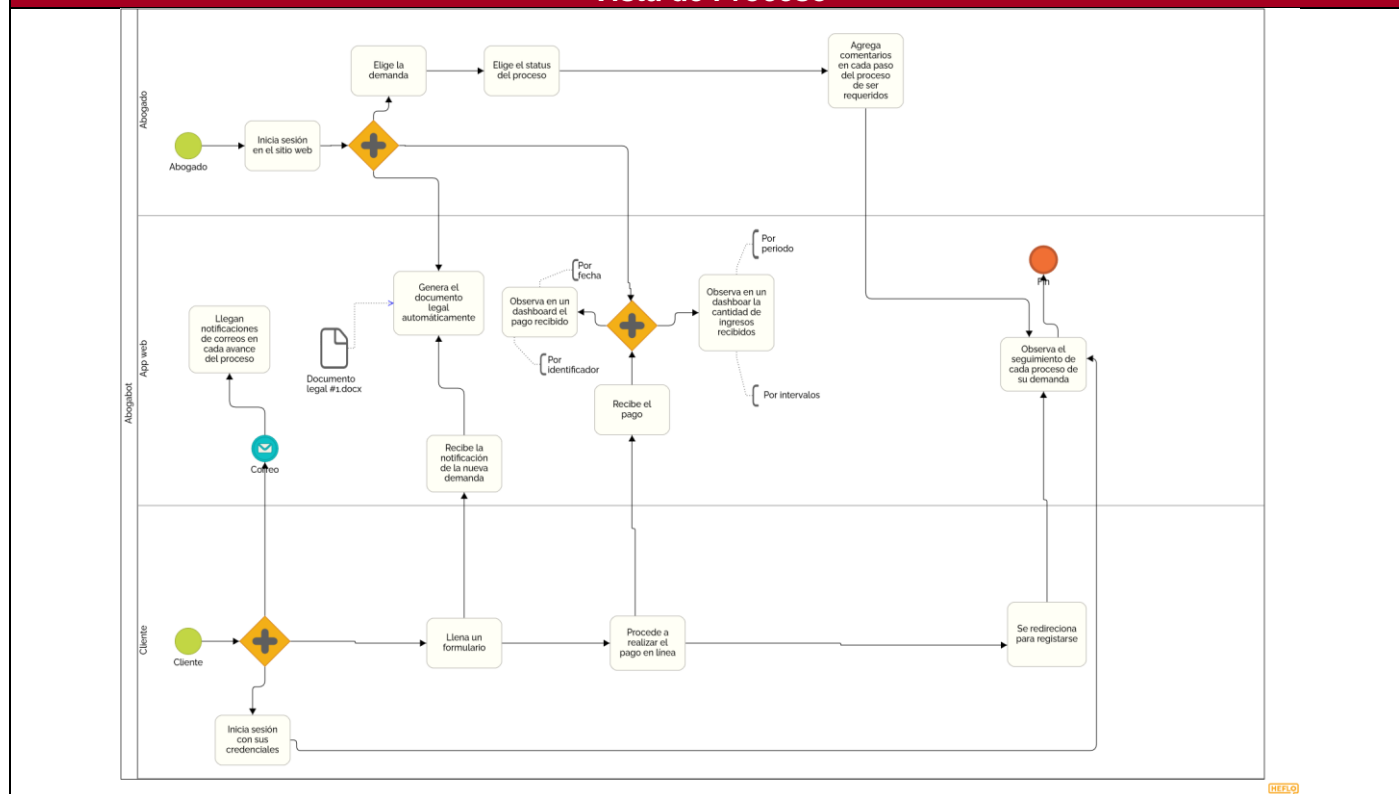 Vista de Proceso
Abogabot
Abogado
Abogado
Inicia sesión
en el sitio web
Elige la
demanda
Elige el status
del proceso
Agrega
comentarios
en cada paso
del proceso
de ser
requeridos
App web
Llegan
notificaciones
de correos en
cada avance
del proceso
Correo
Documento
legal #1.docx
Genera el
documento
legal
automáticamente
Recibe la
notificación
de la nueva
demanda
Por
fecha
Observa en un
dashboard el
pago recibido
Por
identificador
Recibe el
pago
Por
periodo
Observa en un
dashboar la
cantidad de
ingresos
recibidos
Por intervalos
Fin
Observa el
seguimiento de
cada proceso de
su demanda
Cliente
Cliente
Llena un
formulario
Procede a
realizar el
pago en línea
Se redireciona
para registarse
Inicia sesión
con sus
credenciales
HEFLO